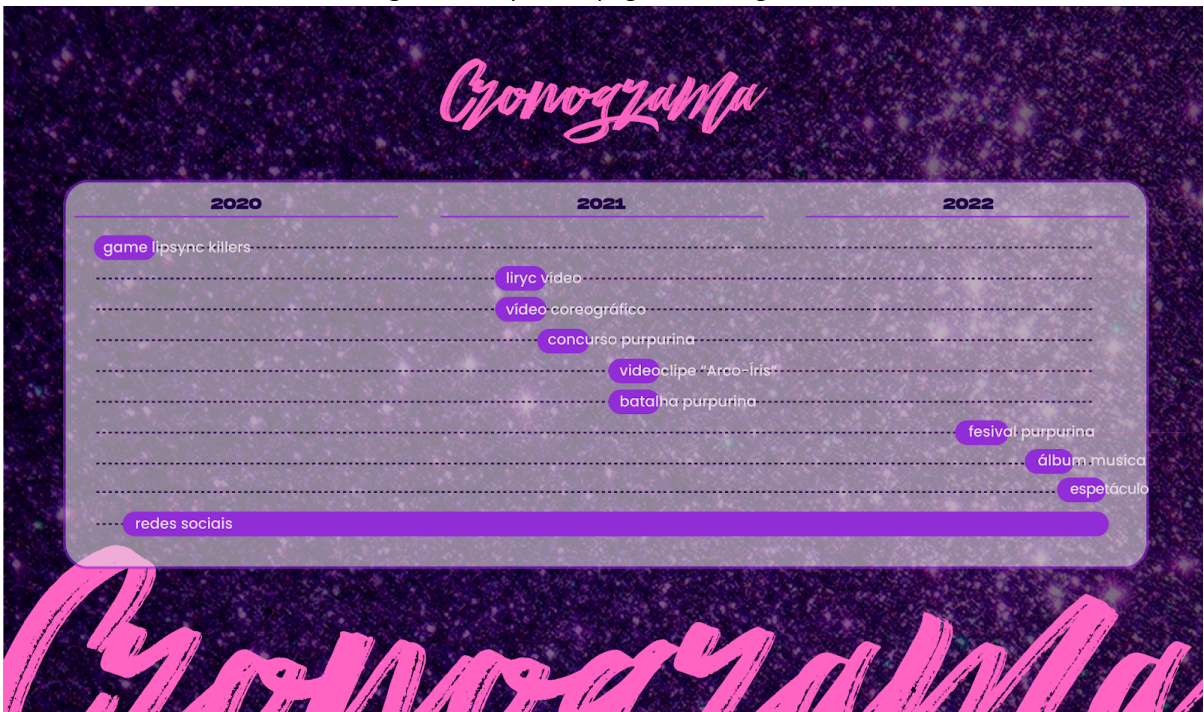 Cronograma
2020 2021 2022
game lipsync killers
liryc vídeo
vídeo coreográfico
concurso purpurina
videoclipe “Arco-Íris”
batalha purpurina
fesival purpurina
álbum musica
espetáculo
redes sociais
Cronograma